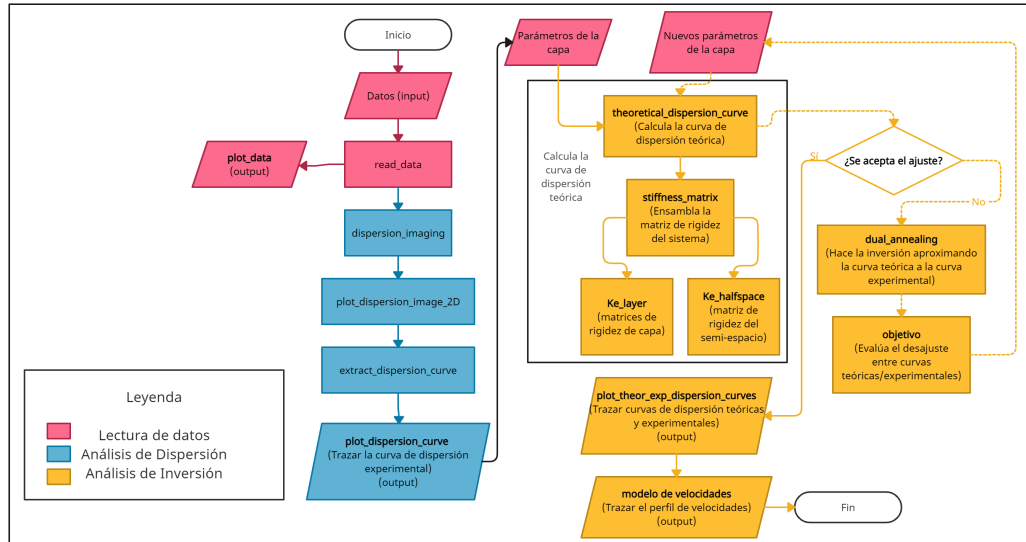 Inicio
Datos (input)
plot_data
(output)
read_data
dispersion_imaging
plot_dispersion_image_2D
extract_dispersion_curve
plot_dispersion_curve
(Trazar la curva de dispersión
experimental)
(output)
Leyenda
Lectura de datos
Análisis de Dispersión
Análisis de Inversión
Parámetros de la
capa
Nuevos parámetros
de la capa
theoretical_dispersion_curve
(Calcula la curva de
dispersión teórica)
Calcula la
curva de
dispersión
teórica
stiffness_matrix
(Ensambla la
matriz de rigidez
del sistema)
Ke_layer
(matrices de
rigidez de capa)
Ke_halfspace
(matriz de
rigidez del
semi-espacio)
¿Se acepta el ajuste?
Sí
No
dual_annealing
(Hace la inversión aproximando
la curva teórica a la curva
experimental)
objetivo
(Evalúa el desajuste
entre curvas
teóricas/experimentales)
plot_theor_exp_dispersion_curves
(Trazar curvas de dispersión teóricas
y experimentales)
(output)
modelo de velocidades
(Trazar el perfil de velocidades)
(output)
Fin